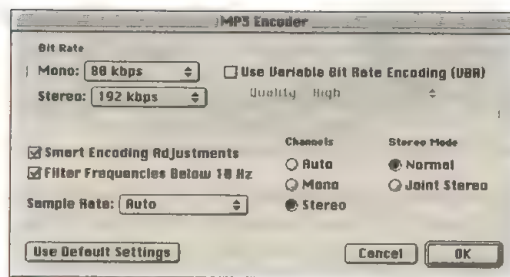 MP3 Encoder
Bit Rate
Mono: 80 kbps
Stereo: 192 kbps
Use Variable Bit Rate Encoding (VBR)
Quality High
Smart Encoding Adjustments
Filter Frequencies Below 10 Hz
Sample Rate: Auto
Channels
Auto
Mono
Stereo
Stereo Mode
Normal
Joint Stereo
Use Default Settings
Cancel
OK